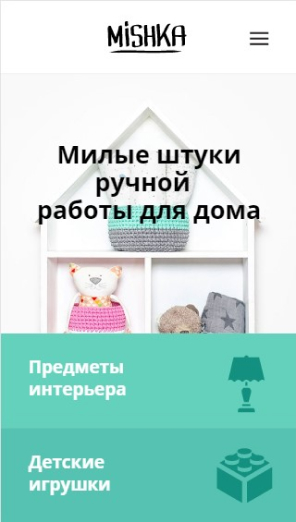 MiSHKA
Милые штуки
ручной
работы для дома
Предметы
интерьера
Детские
игрушки